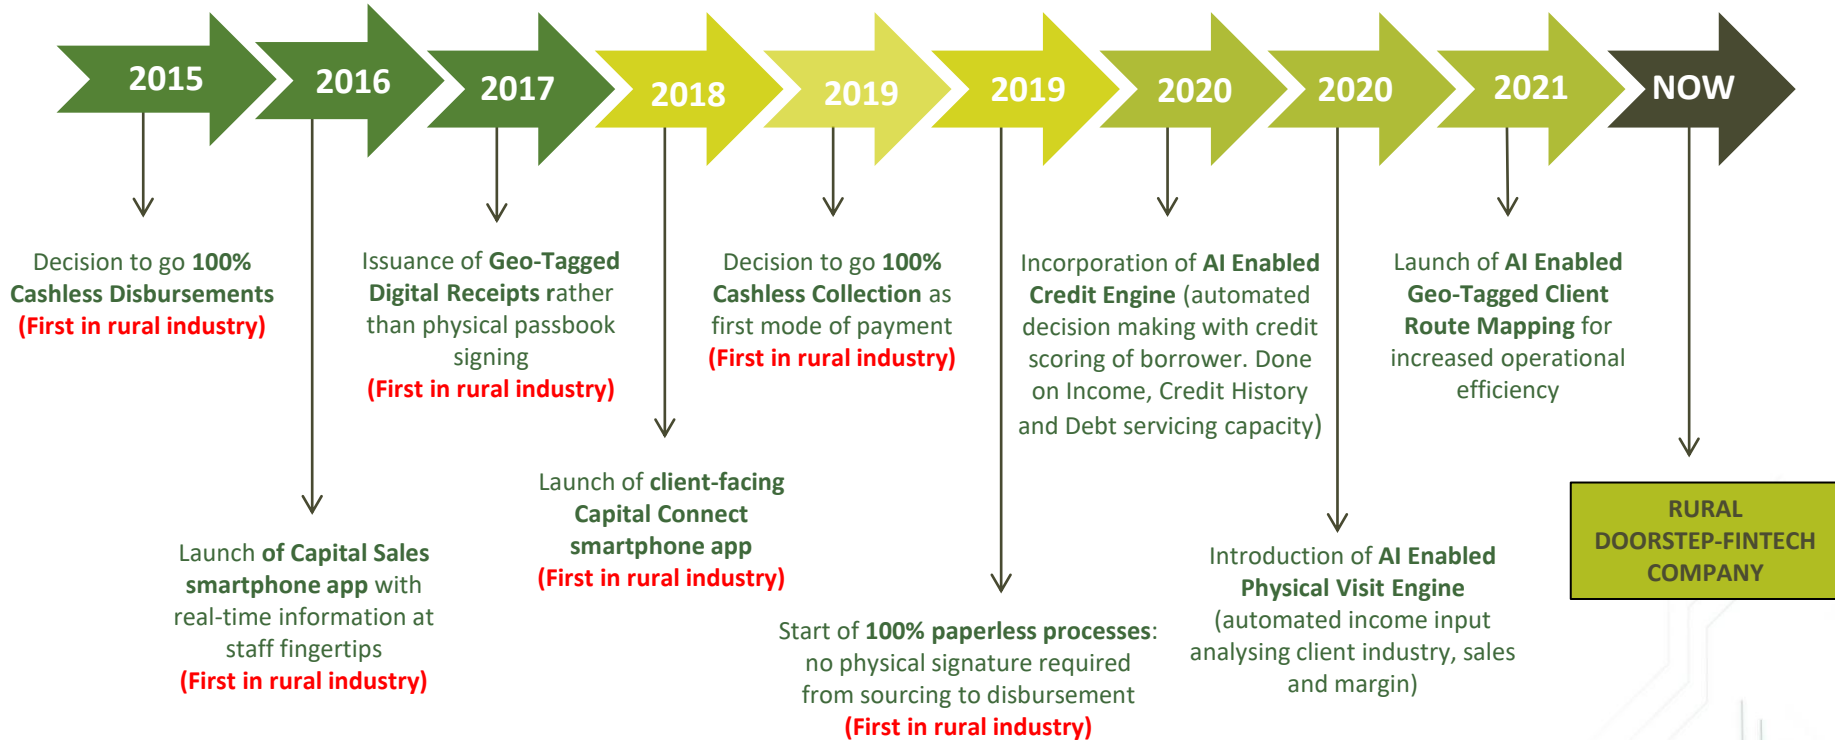 2015
2016
2017
2018
2019
2019
2020
2020
2021
NOW
Decision to go 100%
Cashless Disbursements
(First in rural industry)
Launch of Capital Sales
smartphone app with
real-time information at
staff fingertips
(First in rural industry)
Issuance of Geo-Tagged
Digital Receipts rather
than physical passbook
signing
(First in rural industry)
Launch of client-facing
Capital Connect
smartphone app
(First in rural industry)
Decision to go 100%
Cashless Collection as
first mode of payment
(First in rural industry)
Start of 100% paperless processes:
no physical signature required
from sourcing to disbursement
(First in rural industry)
Incorporation of AI Enabled
Credit Engine (automated
decision making with credit
scoring of borrower. Done
on Income, Credit History
and Debt servicing capacity)
Introduction of AI Enabled
Physical Visit Engine
(automated income input
analysing client industry, sales
and margin)
Launch of AI Enabled
Geo-Tagged Client
Route Mapping for
increased operational
efficiency
RURAL
DOORSTEP-FINTECH
COMPANY